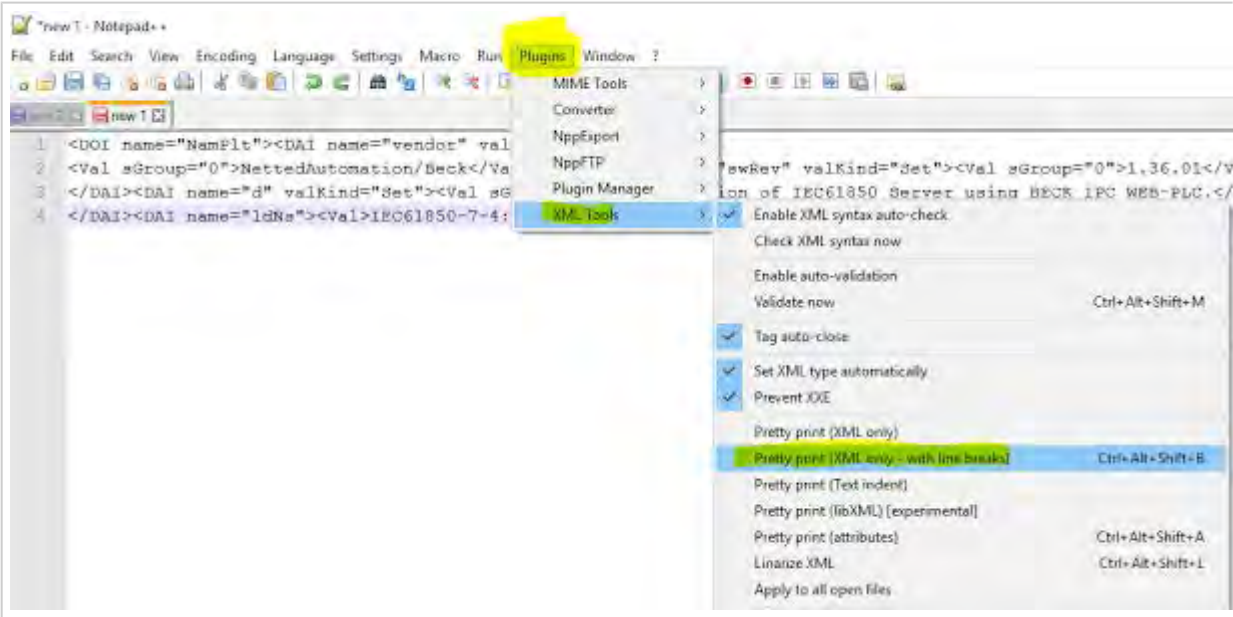 *new 1 - Notepad++
File Edit Search View Encoding Language Settings Macro Run Plugins Window ?
new 1
MIME Tools
Converter
NppExport
NppFTP
Plugin Manager
XML Tools
1 <DOI name="NamPlt"><DAI name="vendor" val
2 <Val sGroup="0">NettedAutomation/Beck</Va "swRev" valKind="Set"><Val sGroup="0">1.36.01</V
3 </DAI><DAI name="d" valKind="Set"><Val sG ion of IEC61850 Server using BECK IPC WEB-PLC.</
4 </DAI><DAI name="ldNs"><Val>IEC61850-7-4:
Enable XML syntax auto-check
Check XML syntax now
Enable auto-validation
Validate now Ctrl+Alt+Shift+M
Tag auto-close
Set XML type automatically
Prevent XXE
Pretty print (XML only)
Pretty print (XML only - with line breaks) Ctrl+Alt+Shift+B
Pretty print (Text indent)
Pretty print (libXML) [experimental]
Pretty print (attributes) Ctrl+Alt+Shift+A
Linarize XML Ctrl+Alt+Shift+L
Apply to all open files